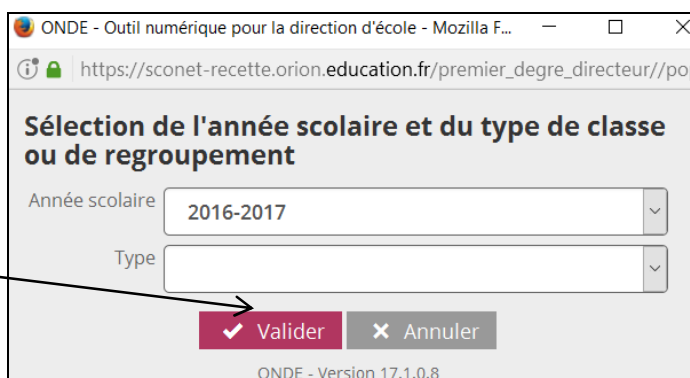 ONDE - Outil numérique pour la direction d'école - Mozilla F...
https://sconet-recette.orion.education.fr/premier_degre_directeur//po
Sélection de l'année scolaire et du type de classe
ou de regroupement
Année scolaire 2016-2017
Type
Valider Annuler
ONDE - Version 17.1.0.8